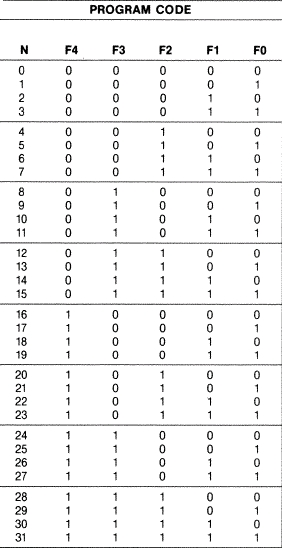 PROGRAM CODE
N F4 F3 F2 F1 F0
0 0 0 0 0 0
1 0 0 0 0 1
2 0 0 0 1 0
3 0 0 0 1 1
4 0 0 1 0 0
5 0 0 1 0 1
6 0 0 1 1 0
7 0 0 1 1 1
8 0 1 0 0 0
9 0 1 0 0 1
10 0 1 0 1 0
11 0 1 0 1 1
12 0 1 1 0 0
13 0 1 1 0 1
14 0 1 1 1 0
15 0 1 1 1 1
16 1 0 0 0 0
17 1 0 0 0 1
18 1 0 0 1 0
19 1 0 0 1 1
20 1 0 1 0 0
21 1 0 1 0 1
22 1 0 1 1 0
23 1 0 1 1 1
24 1 1 0 0 0
25 1 1 0 0 1
26 1 1 0 1 0
27 1 1 0 1 1
28 1 1 1 0 0
29 1 1 1 0 1
30 1 1 1 1 0
31 1 1 1 1 1